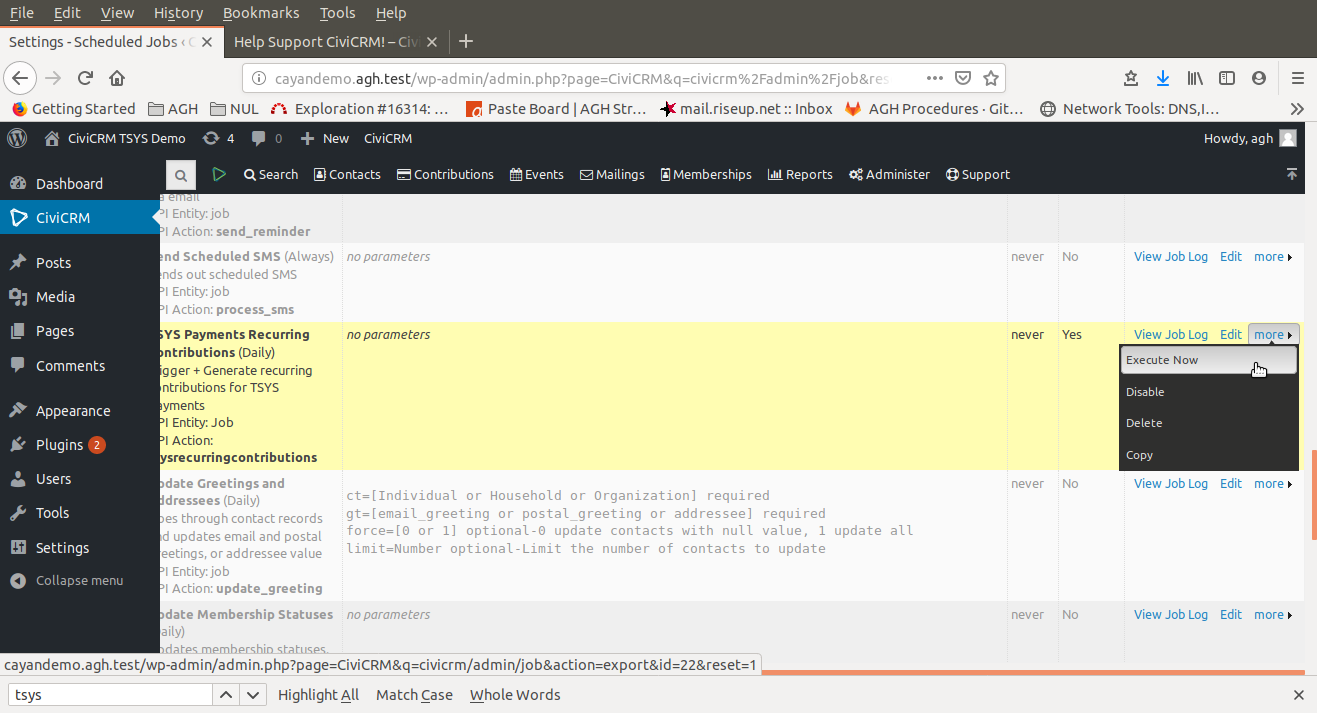 File Edit View History Bookmarks Tools Help
Settings - Scheduled Jobs ‹ C
Help Support CiviCRM! – Civ
cayandemo.agh.test/wp-admin/admin.php?page=CiviCRM&q=civicrm%2Fadmin%2Fjob&res
Getting Started AGH NUL Exploration #16314: ... Paste Board | AGH Str... mail.riseup.net :: Inbox AGH Procedures · Git... Network Tools: DNS,I...
CiviCRM TSYS Demo 4 0 New CiviCRM Howdy, agh
Search Contacts Contributions Events Mailings Memberships Reports Administer Support
Dashboard
CiviCRM
Posts
Media
Pages
Comments
Appearance
Plugins 2
Users
Tools
Settings
Collapse menu
a email
PI Entity: job
PI Action: send_reminder
end Scheduled SMS (Always) no parameters never No View Job Log Edit more
ends out scheduled SMS
PI Entity: job
PI Action: process_sms
SYS Payments Recurring no parameters never Yes View Job Log Edit more
ontributions (Daily)
igger + Generate recurring
ontributions for TSYS
ayments
PI Entity: Job
PI Action:
ysrecurringcontributions
Execute Now
Disable
Delete
Copy
pdate Greetings and never No View Job Log Edit more
ddressees (Daily)
oes through contact records
nd updates email and postal
reetings, or addressee value
PI Entity: job
PI Action: update_greeting
ct=[Individual or Household or Organization] required
gt=[email_greeting or postal_greeting or addressee] required
force=[0 or 1] optional-0 update contacts with null value, 1 update all
limit=Number optional-Limit the number of contacts to update
pdate Membership Statuses no parameters never No View Job Log Edit more
aily)
pdates membership statuses.
cayandemo.agh.test/wp-admin/admin.php?page=CiviCRM&q=civicrm/admin/job&action=export&id=22&reset=1
tsys Highlight All Match Case Whole Words